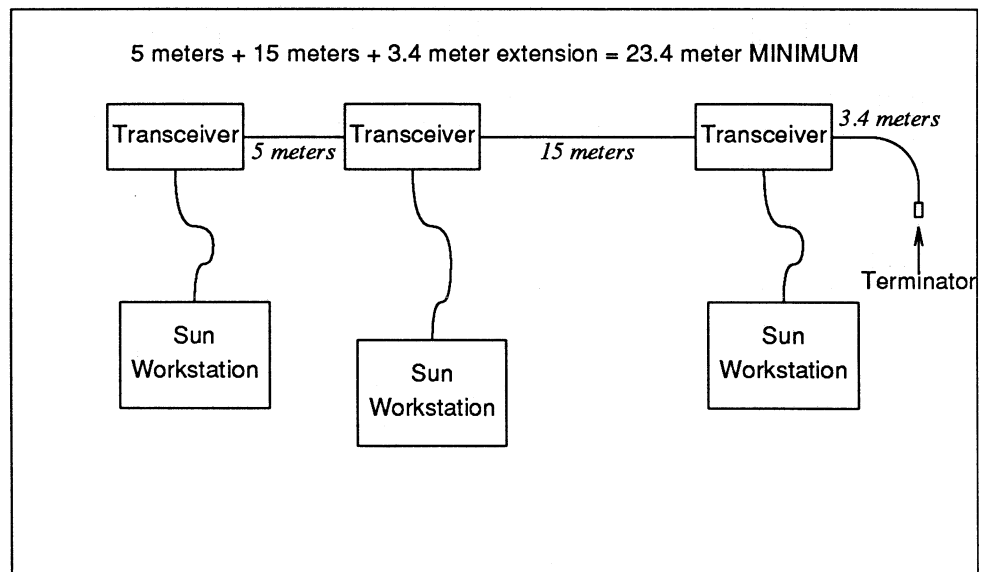 5 meters + 15 meters + 3.4 meter extension = 23.4 meter MINIMUM
Transceiver
5 meters
Transceiver
15 meters
Transceiver
3.4 meters
Terminator
Sun
Workstation
Sun
Workstation
Sun
Workstation